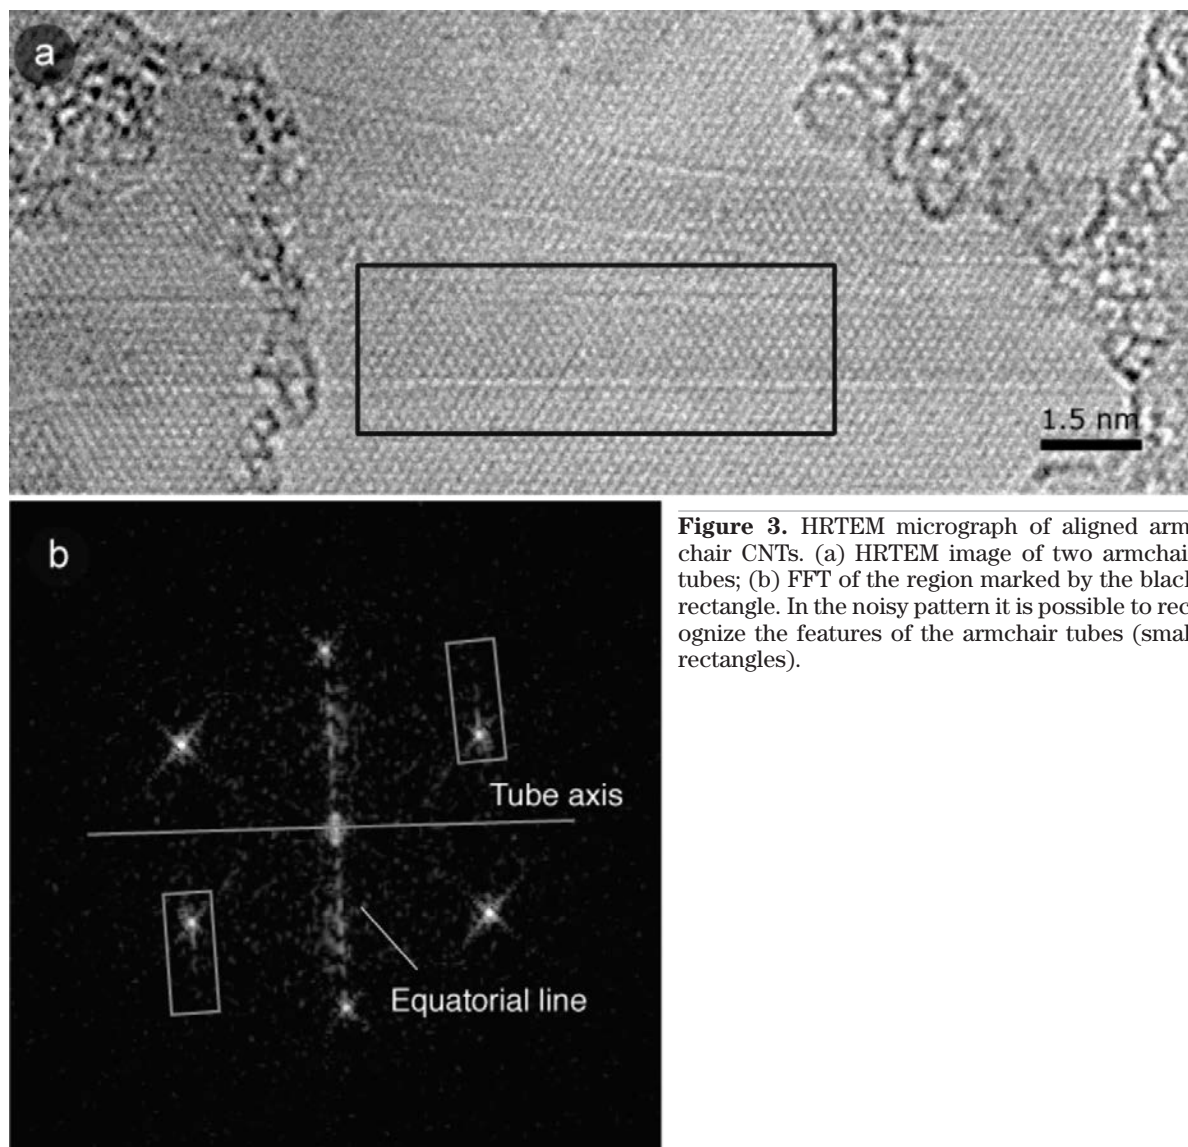 a
1.5 nm
b
Tube axis
Equatorial line
Figure 3. HRTEM micrograph of aligned arm
chair CNTs. (a) HRTEM image of two armchai
tubes; (b) FFT of the region marked by the blac
rectangle. In the noisy pattern it is possible to rec
ognize the features of the armchair tubes (smal
rectangles).